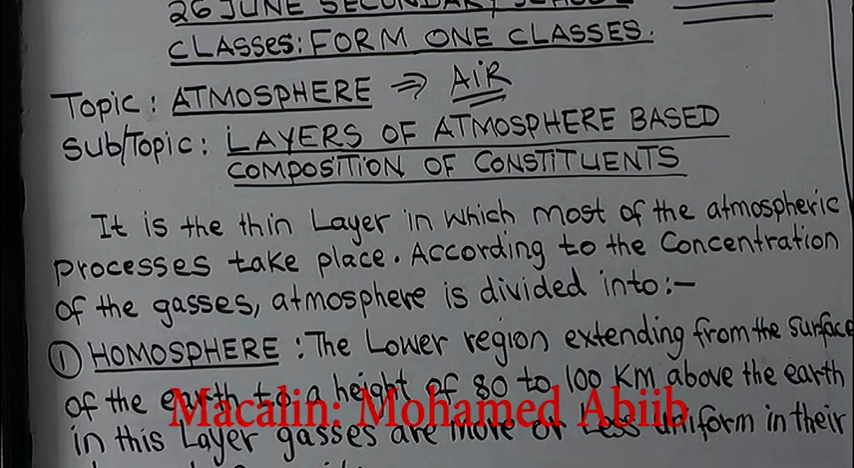 26 JUNE SECONDARY SCHOOL
CLASSES: FORM ONE CLASSES.
Topic: ATMOSPHERE => AIR
Sub/Topic: LAYERS OF ATMOSPHERE BASED
COMPOSITION OF CONSTITUENTS
It is the thin Layer in which most of the atmospheric
processes take place. According to the Concentration
of the gasses, atmosphere is divided into:-
① HOMOSPHERE: The Lower region extending from the surface
of the earth to a height of 80 to 100 Km above the earth
Macalin: Mohamed Abiib
in this Layer gasses are more or Less uniform in their